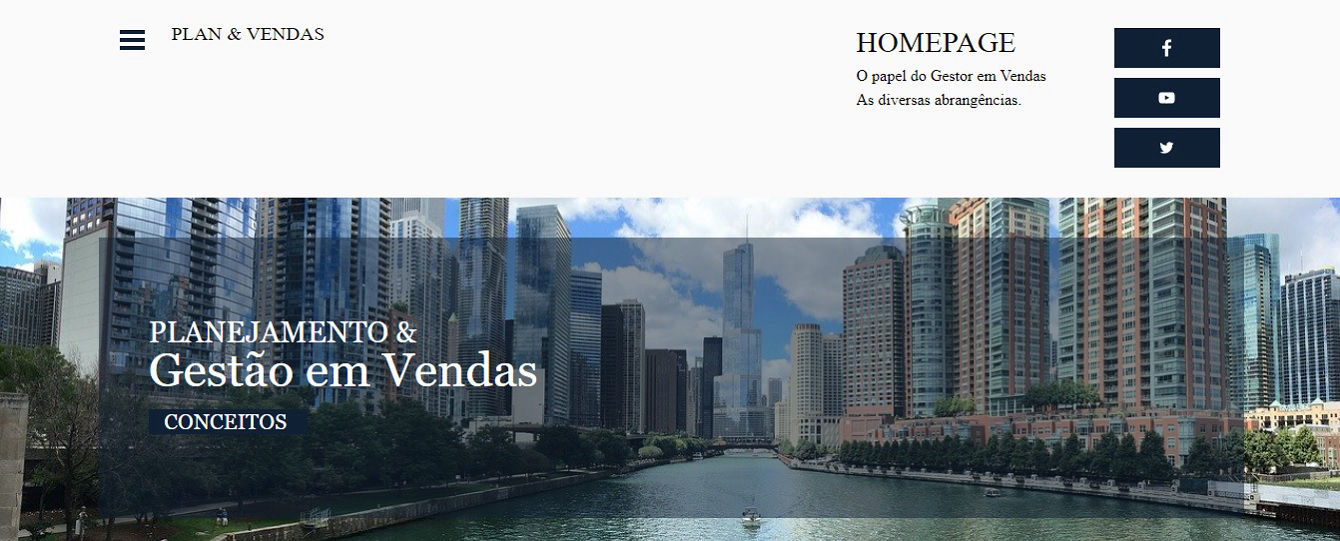 PLAN & VENDAS
HOMEPAGE
O papel do Gestor em Vendas
As diversas abrangências.
PLANEJAMENTO &
Gestão em Vendas
CONCEITOS